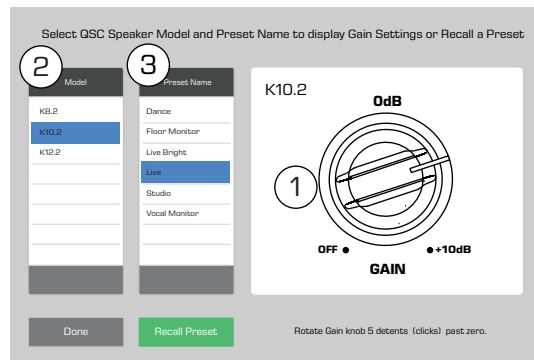 Select QSC Speaker Model and Preset Name to display Gain Settings or Recall a Preset
2
3
Model
Preset Name
K8.2
K10.2
K12.2
Dance
Floor Monitor
Live Bright
Live
Studio
Vocal Monitor
K10.2
0dB
1
OFF
+10dB
GAIN
Done
Recall Preset
Rotate Gain knob 5 detents (clicks) past zero.